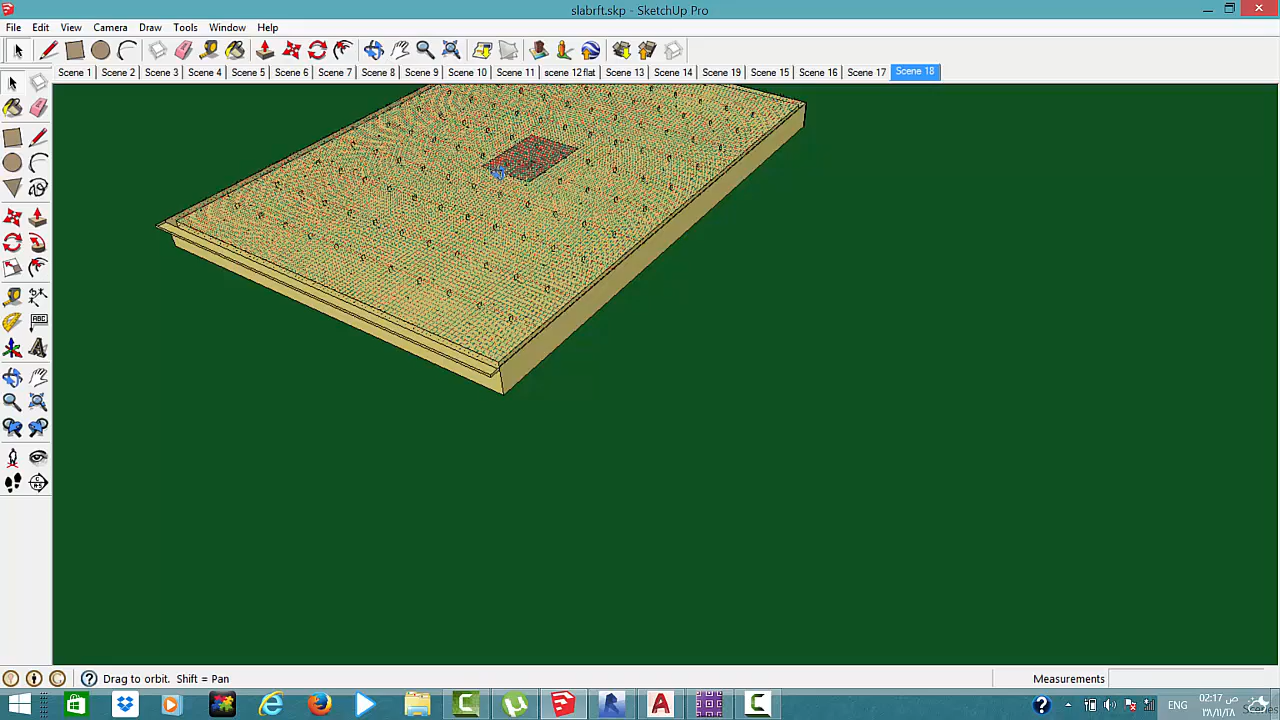 slabrft.skp - SketchUp Pro
File Edit View Camera Draw Tools Window Help
Scene 1 Scene 2 Scene 3 Scene 4 Scene 5 Scene 6 Scene 7 Scene 8 Scene 9 Scene 10 Scene 11 scene 12 flat Scene 13 Scene 14 Scene 19 Scene 15 Scene 16 Scene 17 Scene 18
ABC
Drag to orbit. Shift = Pan
Measurements
ENG
02:17 ص